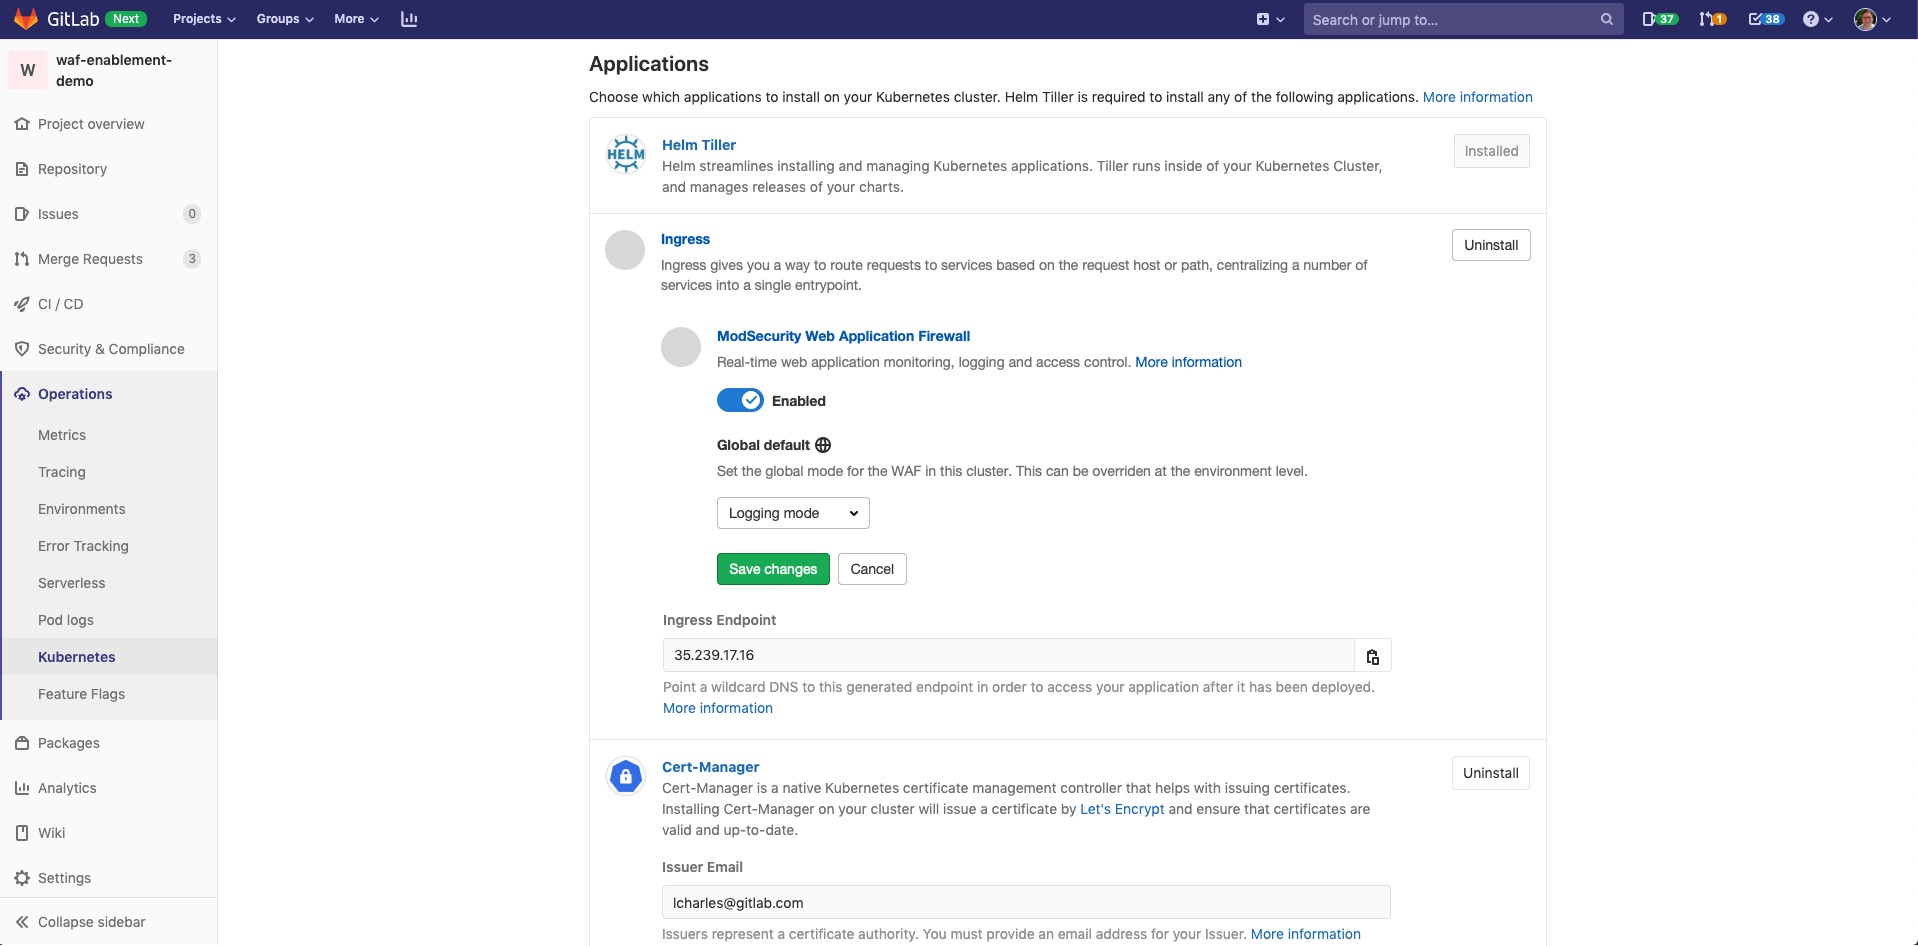 GitLab Next Projects Groups More Search or jump to... 37 1 38
W waf-enablement-
demo
Project overview
Repository
Issues 0
Merge Requests 3
CI / CD
Security & Compliance
Operations
Metrics
Tracing
Environments
Error Tracking
Serverless
Pod logs
Kubernetes
Feature Flags
Packages
Analytics
Wiki
Settings
Collapse sidebar
Applications
Choose which applications to install on your Kubernetes cluster. Helm Tiller is required to install any of the following applications. More information
HELM
Helm Tiller
Installed
Helm streamlines installing and managing Kubernetes applications. Tiller runs inside of your Kubernetes Cluster,
and manages releases of your charts.
Ingress
Uninstall
Ingress gives you a way to route requests to services based on the request host or path, centralizing a number of
services into a single entrypoint.
ModSecurity Web Application Firewall
Real-time web application monitoring, logging and access control. More information
Enabled
Global default
Set the global mode for the WAF in this cluster. This can be overriden at the environment level.
Logging mode
Save changes Cancel
Ingress Endpoint
35.239.17.16
Point a wildcard DNS to this generated endpoint in order to access your application after it has been deployed.
More information
Cert-Manager
Uninstall
Cert-Manager is a native Kubernetes certificate management controller that helps with issuing certificates.
Installing Cert-Manager on your cluster will issue a certificate by Let's Encrypt and ensure that certificates are
valid and up-to-date.
Issuer Email
lcharles@gitlab.com
Issuers represent a certificate authority. You must provide an email address for your Issuer. More information